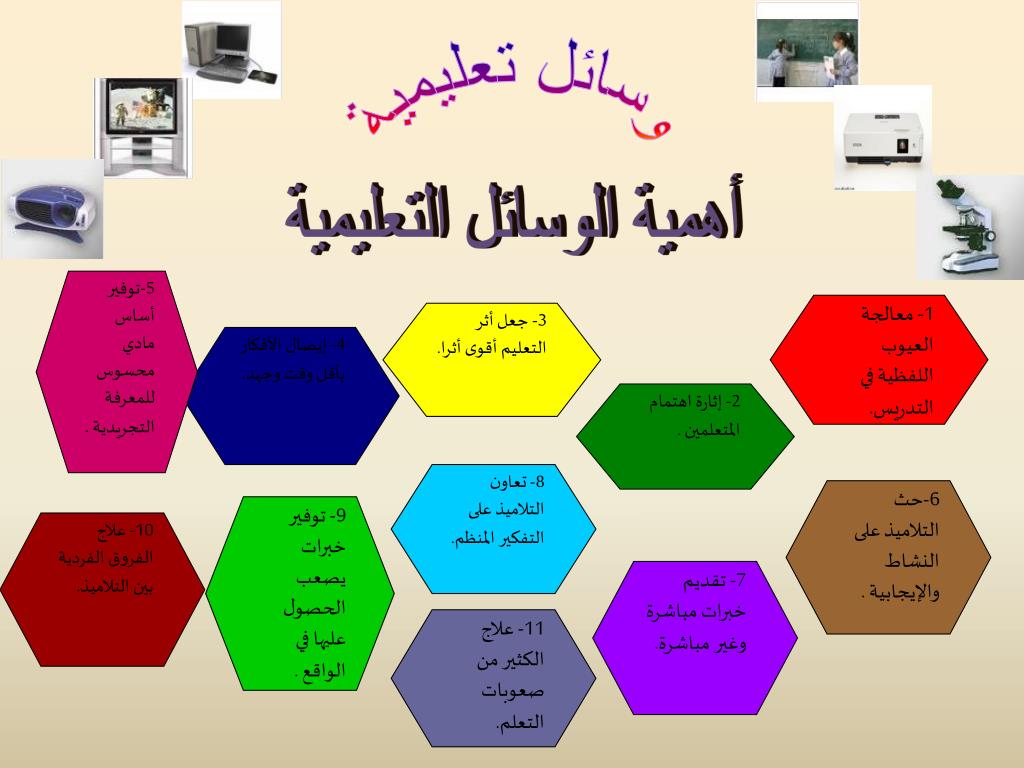 وسائل تعليمية
أهمية الوسائل التعليمية
1- معالجة
العيوب
اللفظية في
التدريس.
2- إثارة اهتمام
المتعلمين .
3- جعل أثر
التعليم أقوى أثرا.
4- إيصال الأفكار
بأقل وقت وجهد.
5-توفير
أساس
مادي
محسوس
للمعرفة
التجريدية .
6-حث
التلاميذ على
النشاط
والإيجابية .
7- تقديم
خبرات مباشرة
وغير مباشرة.
8- تعاون
التلاميذ على
التفكير المنظم.
9- توفير
خبرات
يصعب
الحصول
عليها في
الواقع .
10- علاج
الفروق الفردية
بين التلاميذ.
11- علاج
الكثير من
صعوبات
التعلم.